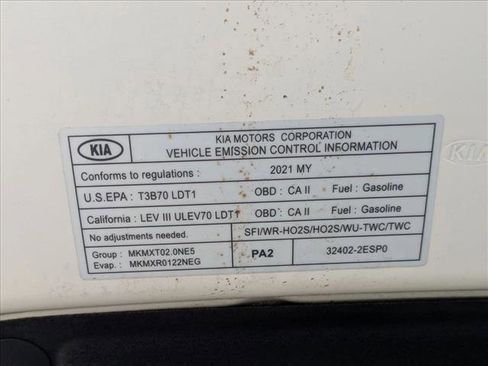 KIA
KIA MOTORS CORPORATION
VEHICLE EMISSION CONTROL INFORMATION
Conforms to regulations : 2021 MY
U.S.EPA : T3B70 LDT1 OBD : CA II Fuel : Gasoline
California : LEV III ULEV70 LDT1 OBD : CA II Fuel : Gasoline
No adjustments needed. SFI/WR-HO2S/HO2S/WU-TWC/TWC
Group : MKMXT02.0NE5
Evap. : MKMXR0122NEG
PA2
32402-2ESP0
KIA